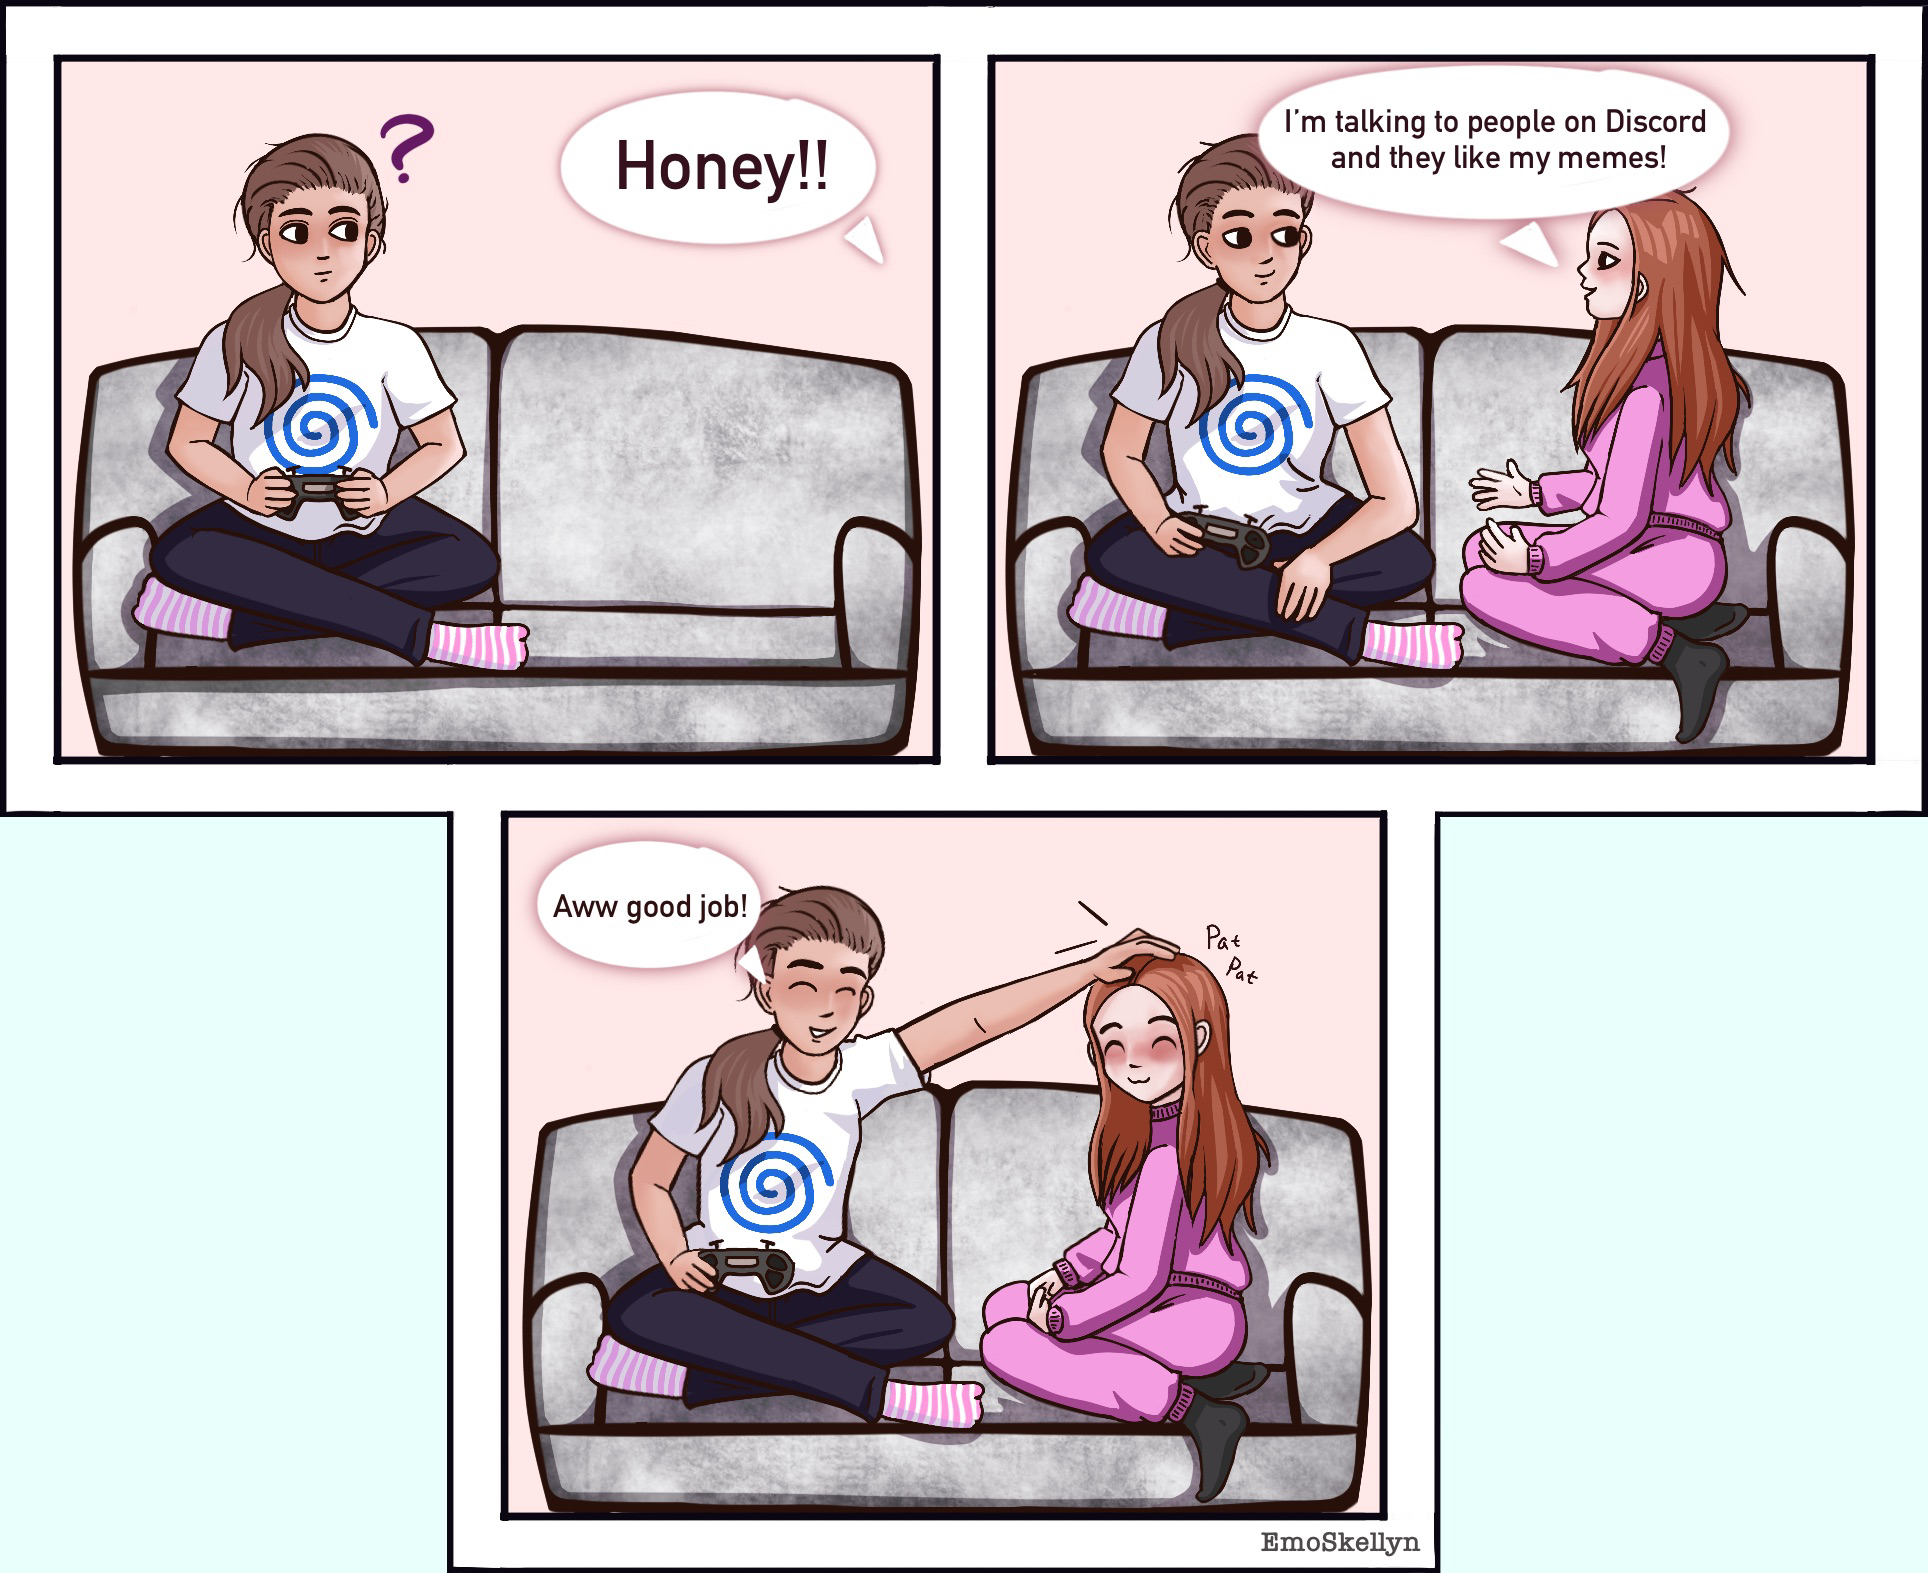 ?
Honey!!
I'm talking to people on Discord
and they like my memes!
Aww good job!
Pat
Pat
EmoSkellyn